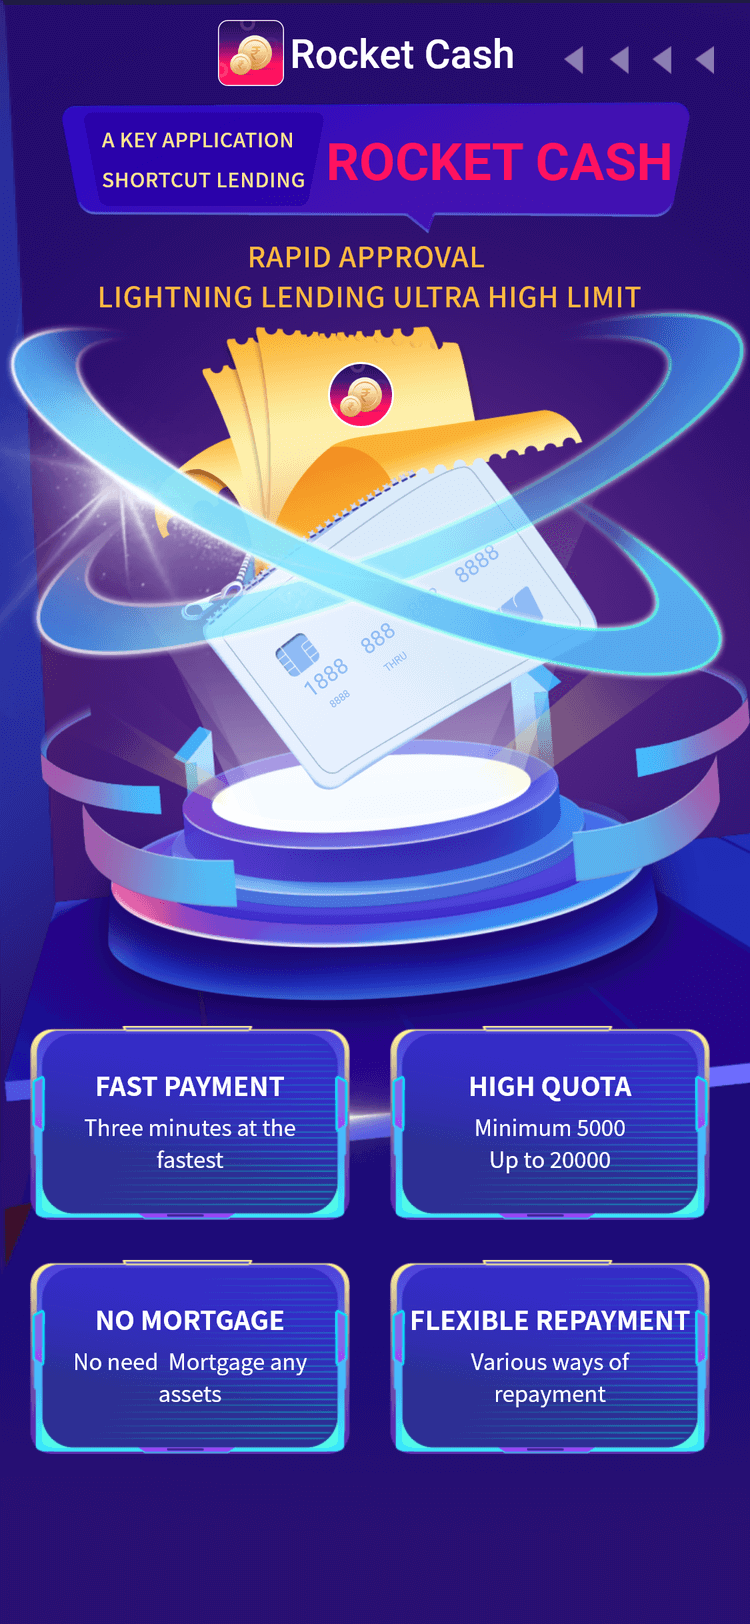 Rocket Cash
A KEY APPLICATION
SHORTCUT LENDING
ROCKET CASH
RAPID APPROVAL
LIGHTNING LENDING ULTRA HIGH LIMIT
8888
1888 888
8888
THRU
FAST PAYMENT
Three minutes at the
fastest
HIGH QUOTA
Minimum 5000
Up to 20000
NO MORTGAGE
No need  Mortgage any
assets
FLEXIBLE REPAYMENT
Various ways of
repayment